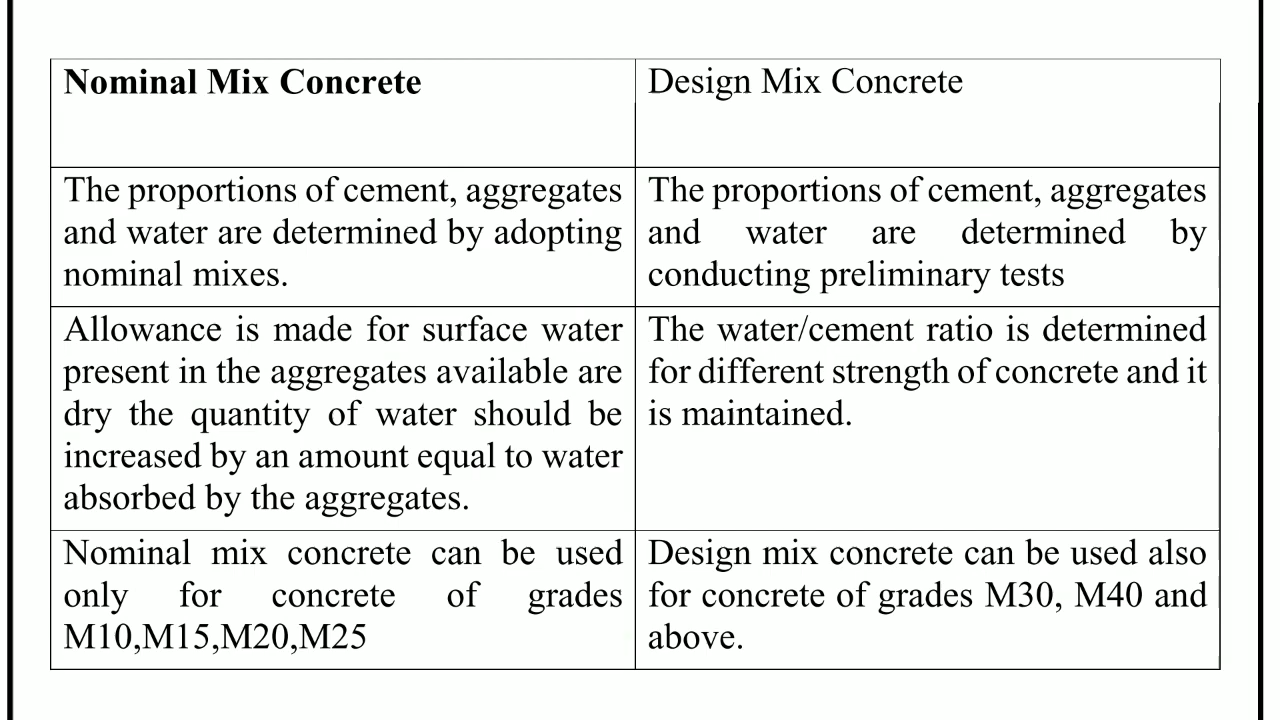 Nominal Mix Concrete
Design Mix Concrete
The proportions of cement, aggregates
and water are determined by adopting
nominal mixes.
The proportions of cement, aggregates
and water are determined by
conducting preliminary tests
Allowance is made for surface water
present in the aggregates available are
dry the quantity of water should be
increased by an amount equal to water
absorbed by the aggregates.
The water/cement ratio is determined
for different strength of concrete and it
is maintained.
Nominal mix concrete can be used
only for concrete of grades
M10,M15,M20,M25
Design mix concrete can be used also
for concrete of grades M30, M40 and
above.